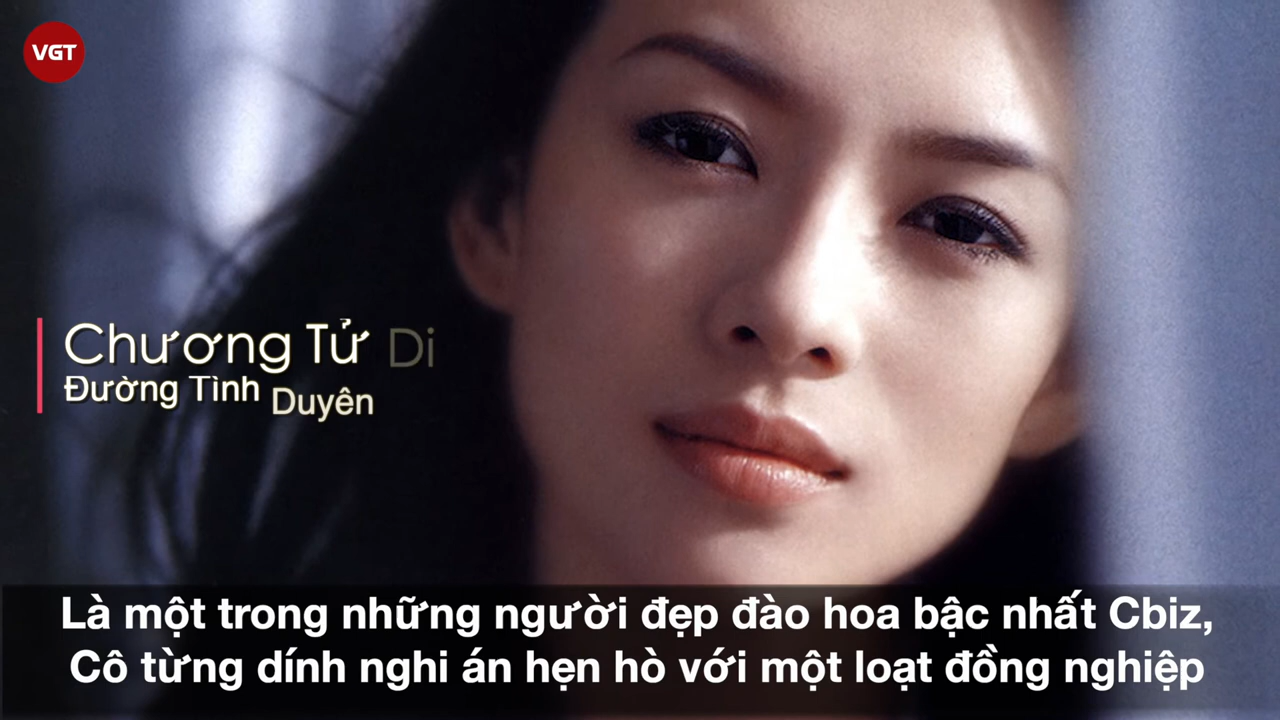 VGT
Chương Tử Di
Đường Tình Duyên
Là một trong những người đẹp đào hoa bậc nhất Cbiz,
Cô từng dính nghi án hẹn hò với một loạt đồng nghiệp